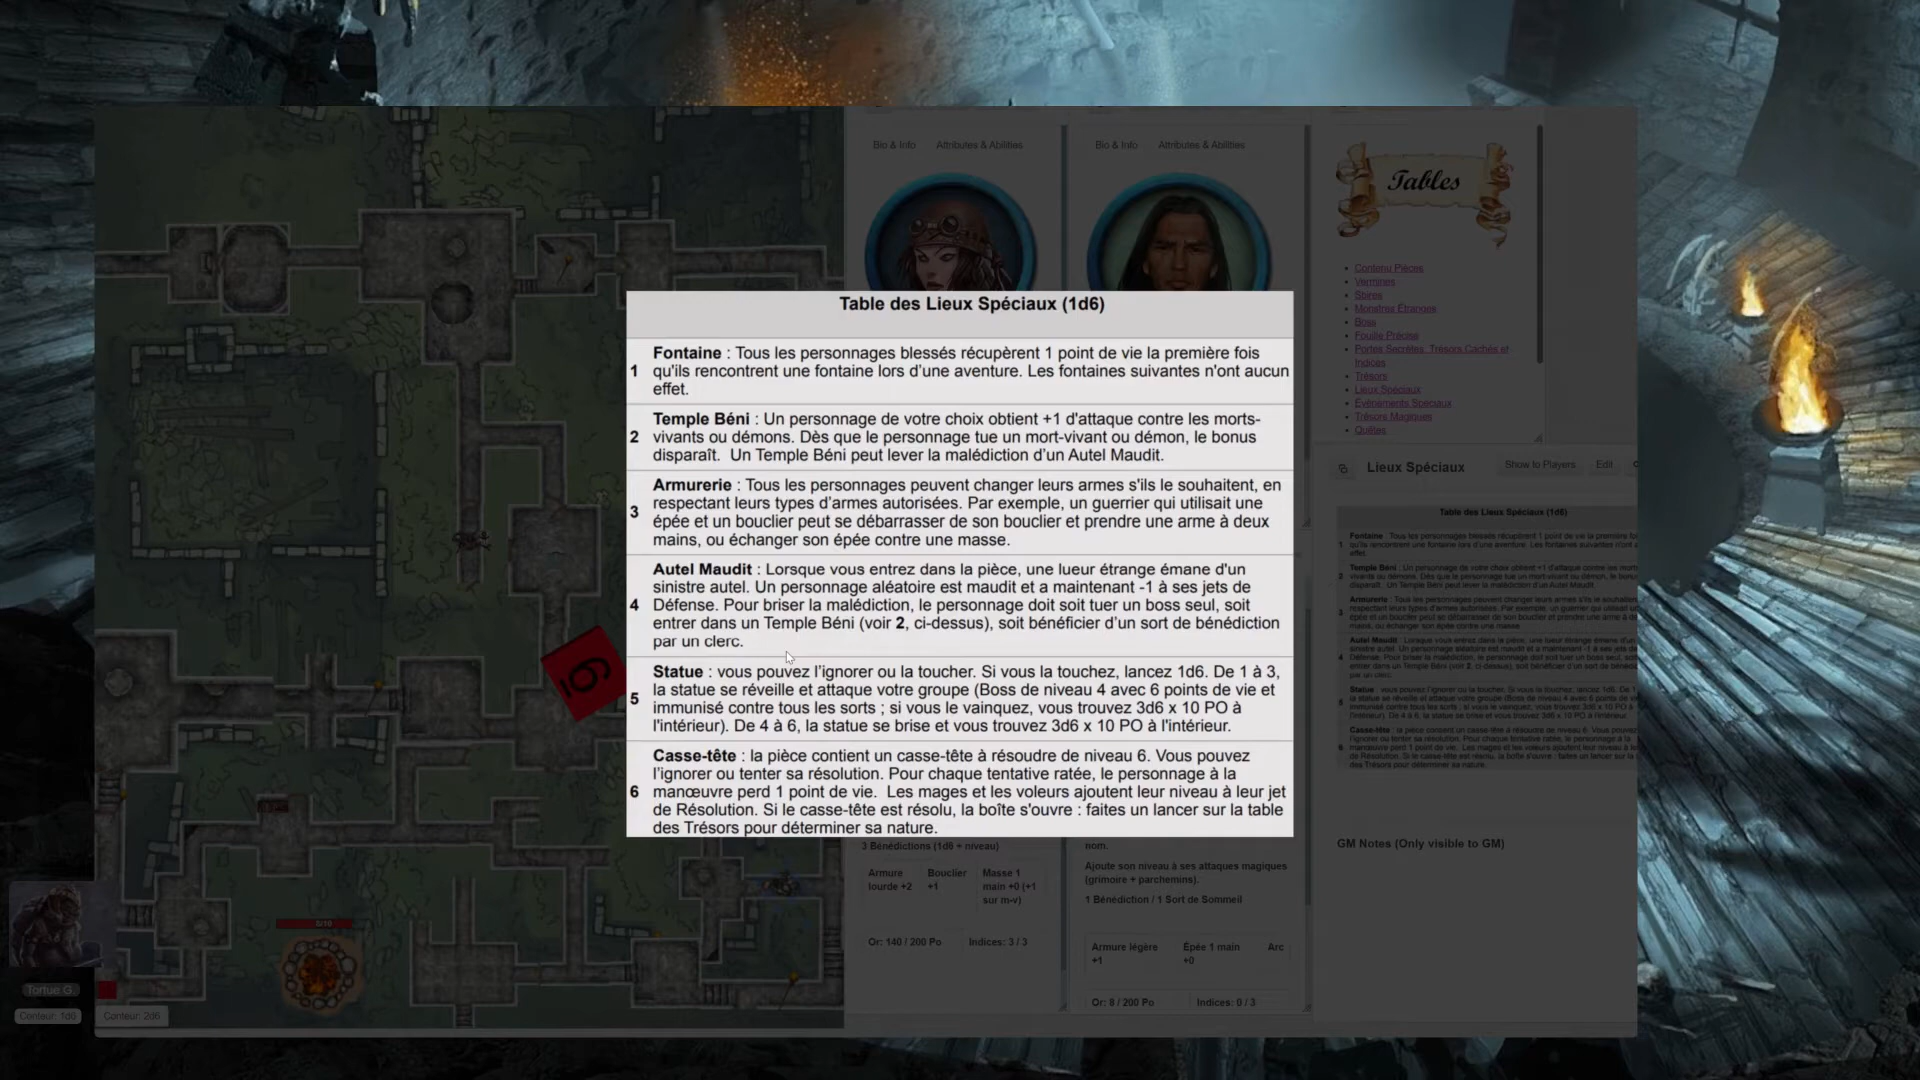 Bio & Info
Attributes & Abilities
Bio & Info
Attributes & Abilities
Tables
Contenu Pièces
Vermines
Sbires
Monstres Étranges
Boss
Fouille Précise
Portes Secrètes, Trésors Cachés et
Indices
Trésors
Lieux Spéciaux
Évènements Spéciaux
Trésors Magiques
Quêtes
Table des Lieux Spéciaux (1d6)
1
Fontaine : Tous les personnages blessés récupèrent 1 point de vie la première fois
qu'ils rencontrent une fontaine lors d'une aventure. Les fontaines suivantes n'ont aucun
effet.
2
Temple Béni : Un personnage de votre choix obtient +1 d'attaque contre les morts-
vivants ou démons. Dès que le personnage tue un mort-vivant ou démon, le bonus
disparaît.  Un Temple Béni peut lever la malédiction d'un Autel Maudit.
3
Armurerie : Tous les personnages peuvent changer leurs armes s'ils le souhaitent, en
respectant leurs types d'armes autorisées. Par exemple, un guerrier qui utilisait une
épée et un bouclier peut se débarrasser de son bouclier et prendre une arme à deux
mains, ou échanger son épée contre une masse.
4
Autel Maudit : Lorsque vous entrez dans la pièce, une lueur étrange émane d'un
sinistre autel. Un personnage aléatoire est maudit et a maintenant -1 à ses jets de
Défense. Pour briser la malédiction, le personnage doit soit tuer un boss seul, soit
entrer dans un Temple Béni (voir 2, ci-dessus), soit bénéficier d'un sort de bénédiction
par un clerc.
5
Statue : vous pouvez l'ignorer ou la toucher. Si vous la touchez, lancez 1d6. De 1 à 3,
la statue se réveille et attaque votre groupe (Boss de niveau 4 avec 6 points de vie et
immunisé contre tous les sorts ; si vous le vainquez, vous trouvez 3d6 x 10 PO à
l'intérieur). De 4 à 6, la statue se brise et vous trouvez 3d6 x 10 PO à l'intérieur.
6
Casse-tête : la pièce contient un casse-tête à résoudre de niveau 6. Vous pouvez
l'ignorer ou tenter sa résolution. Pour chaque tentative ratée, le personnage à la
manœuvre perd 1 point de vie.  Les mages et les voleurs ajoutent leur niveau à leur jet
de Résolution. Si le casse-tête est résolu, la boîte s'ouvre : faites un lancer sur la table
des Trésors pour déterminer sa nature.
Lieux Spéciaux
Show to Players
Edit
Table des Lieux Spéciaux (1d6)
GM Notes (Only visible to GM)
3 Bénédictions (1d6 + niveau)
Armure
lourde +2
Bouclier
+1
Masse 1
main +0 (+1
sur m-v)
Or: 140 / 200 Po
Indices: 3 / 3
nom.
Ajoute son niveau à ses attaques magiques
(grimoire + parchemins).
1 Bénédiction / 1 Sort de Sommeil
Armure légère
+1
Épée 1 main
+0
Arc
Or: 8 / 200 Po
Indices: 0 / 3
6
Tortue G.
Conteur: 1d6
Conteur: 2d6